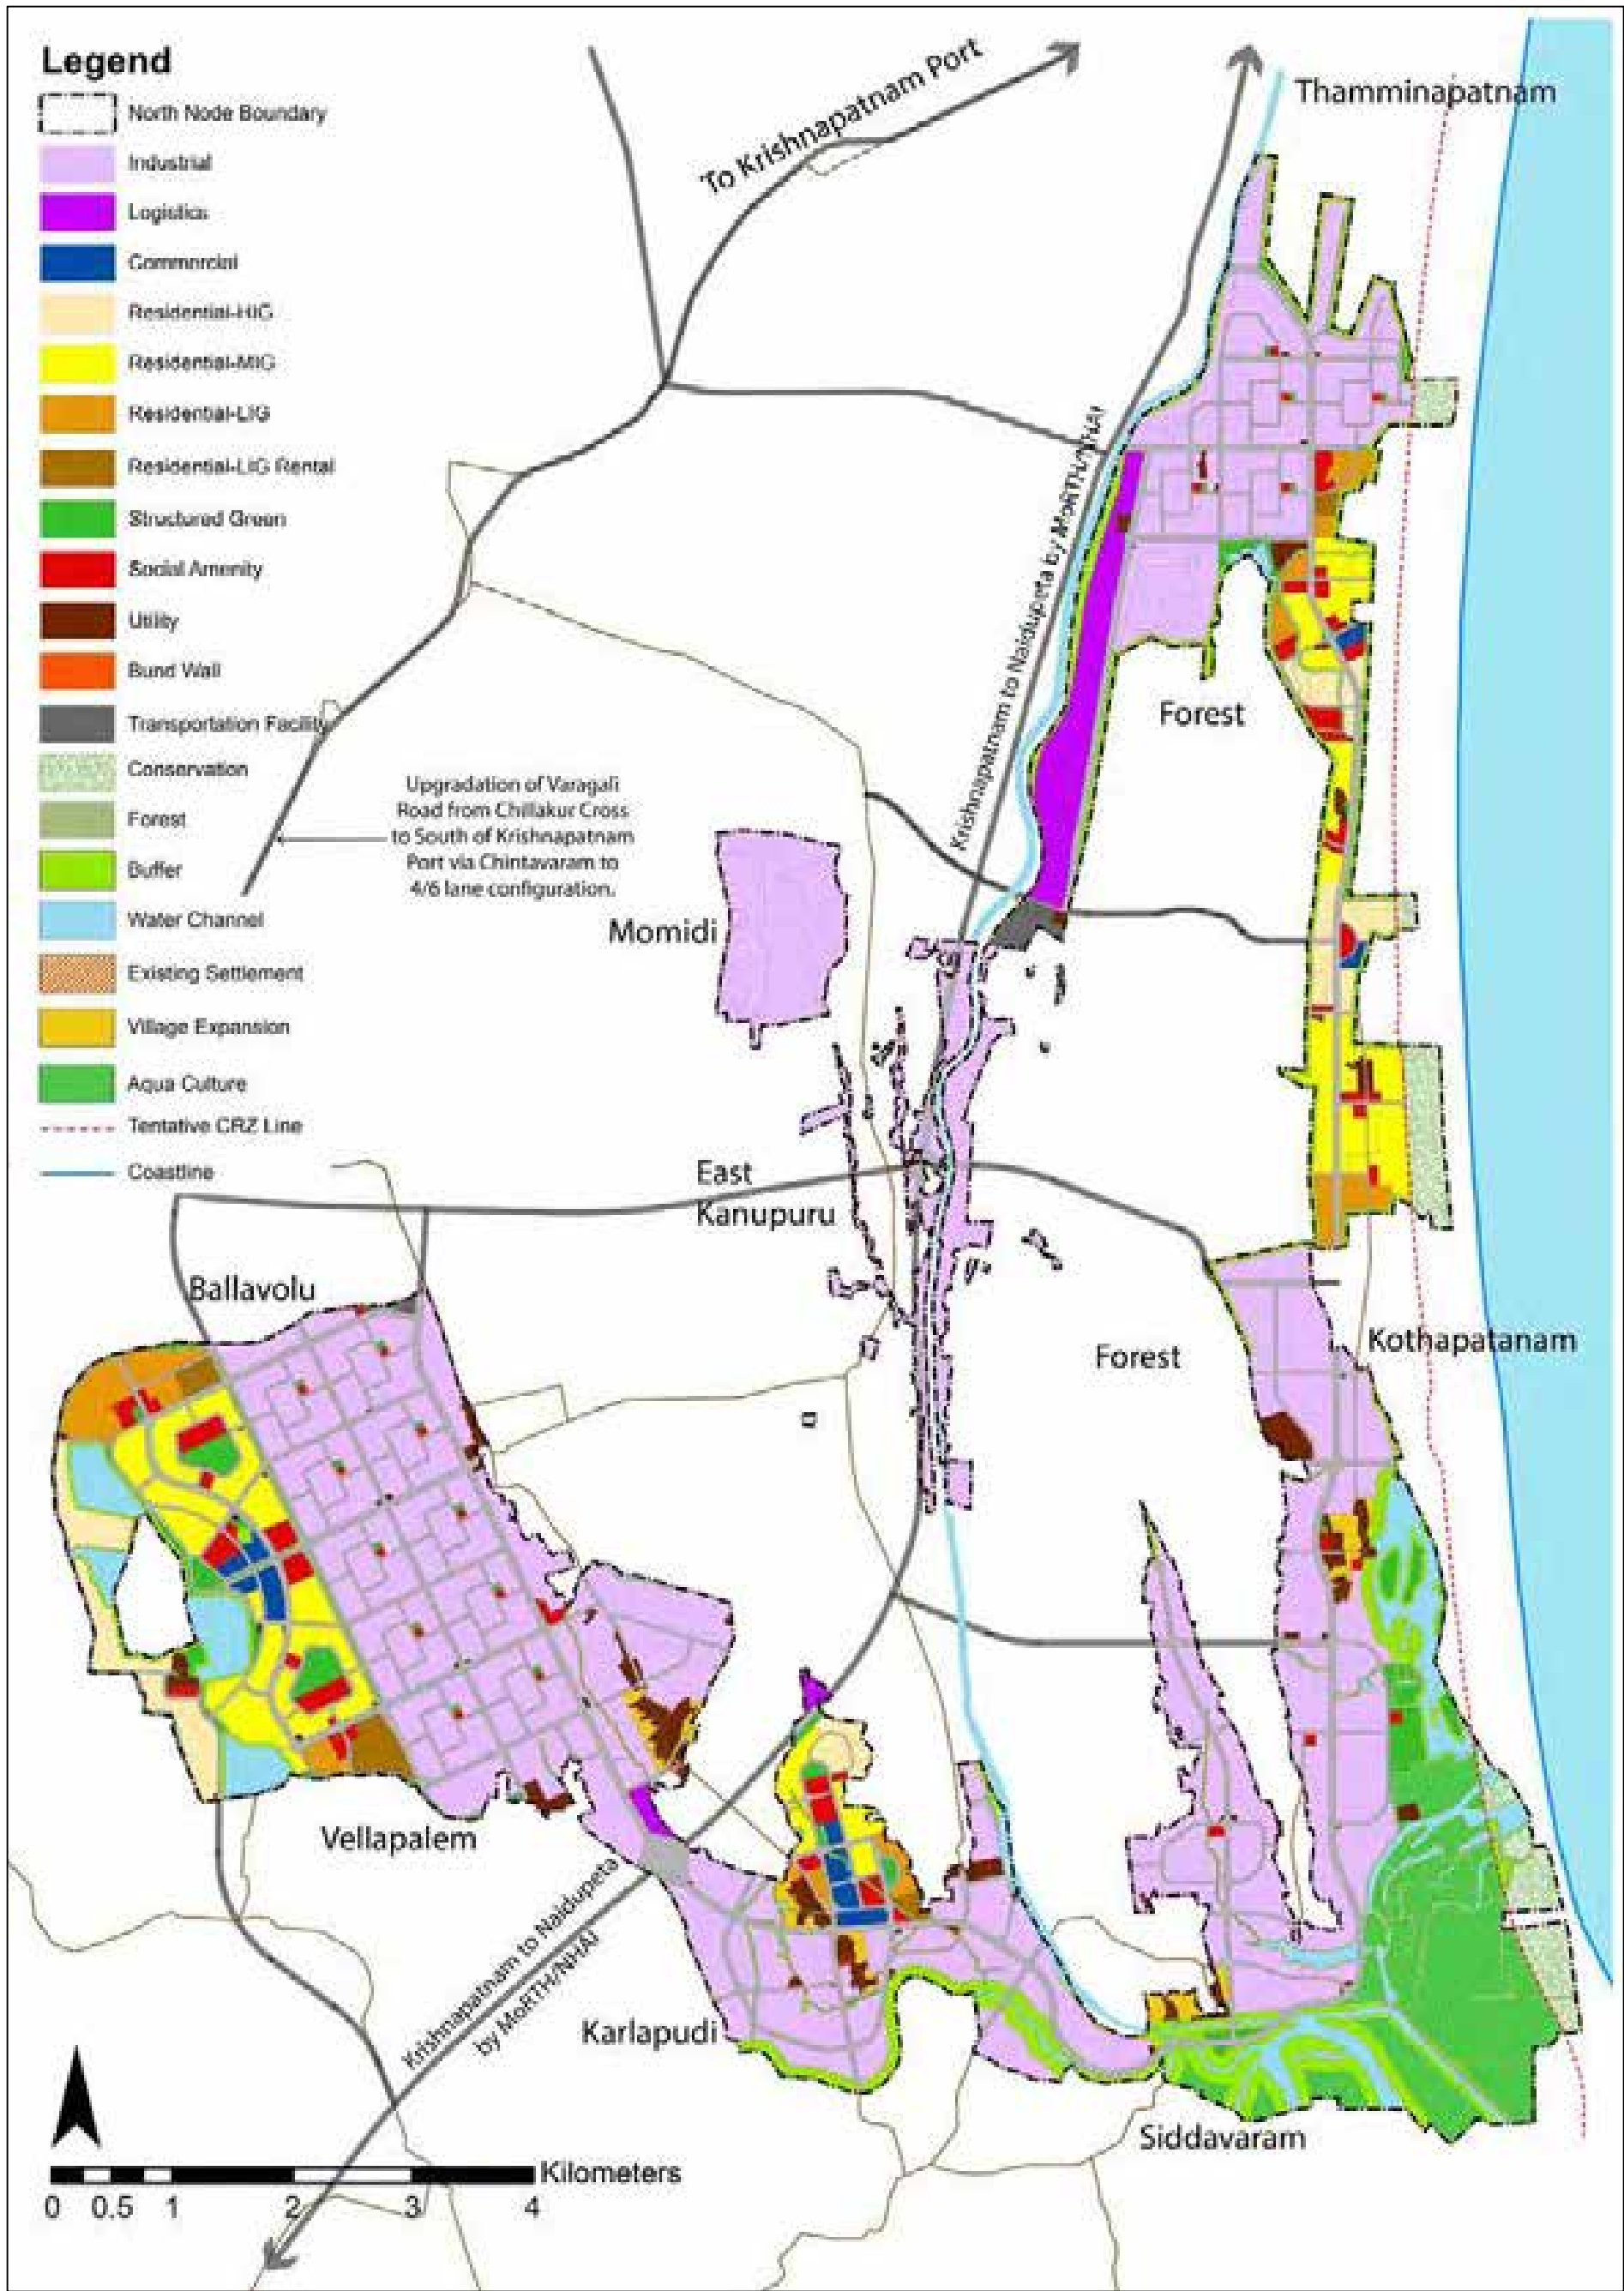 Legend
North Node Boundary
Industrial
Logistics
Commercial
Residential-HIG
Residential-MIG
Residential-LIG
Residential-LIG Rental
Structured Green
Social Amenity
Utility
Bund Wall
Transportation Facility
Conservation
Forest
Buffer
Water Channel
Existing Settlement
Village Expansion
Aqua Culture
Tentative CRZ Line
Coastline
To Krishnapatnam Port
Thamminapatnam
Krishnapatnam to Naidupeta by MoRTH/NHAI
Forest
Upgradation of Varagali
Road from Chillakur Cross
to South of Krishnapatnam
Port via Chintavaram to
4/6 lane configuration.
Momidi
East
Kanupuru
Ballavolu
Forest
Kothapatanam
Vellapalem
Krishnapatnam to Naidupeta
by MoRTH/NHAI
Karlapudi
Siddavaram
Kilometers
0 0.5 1 2 3 4